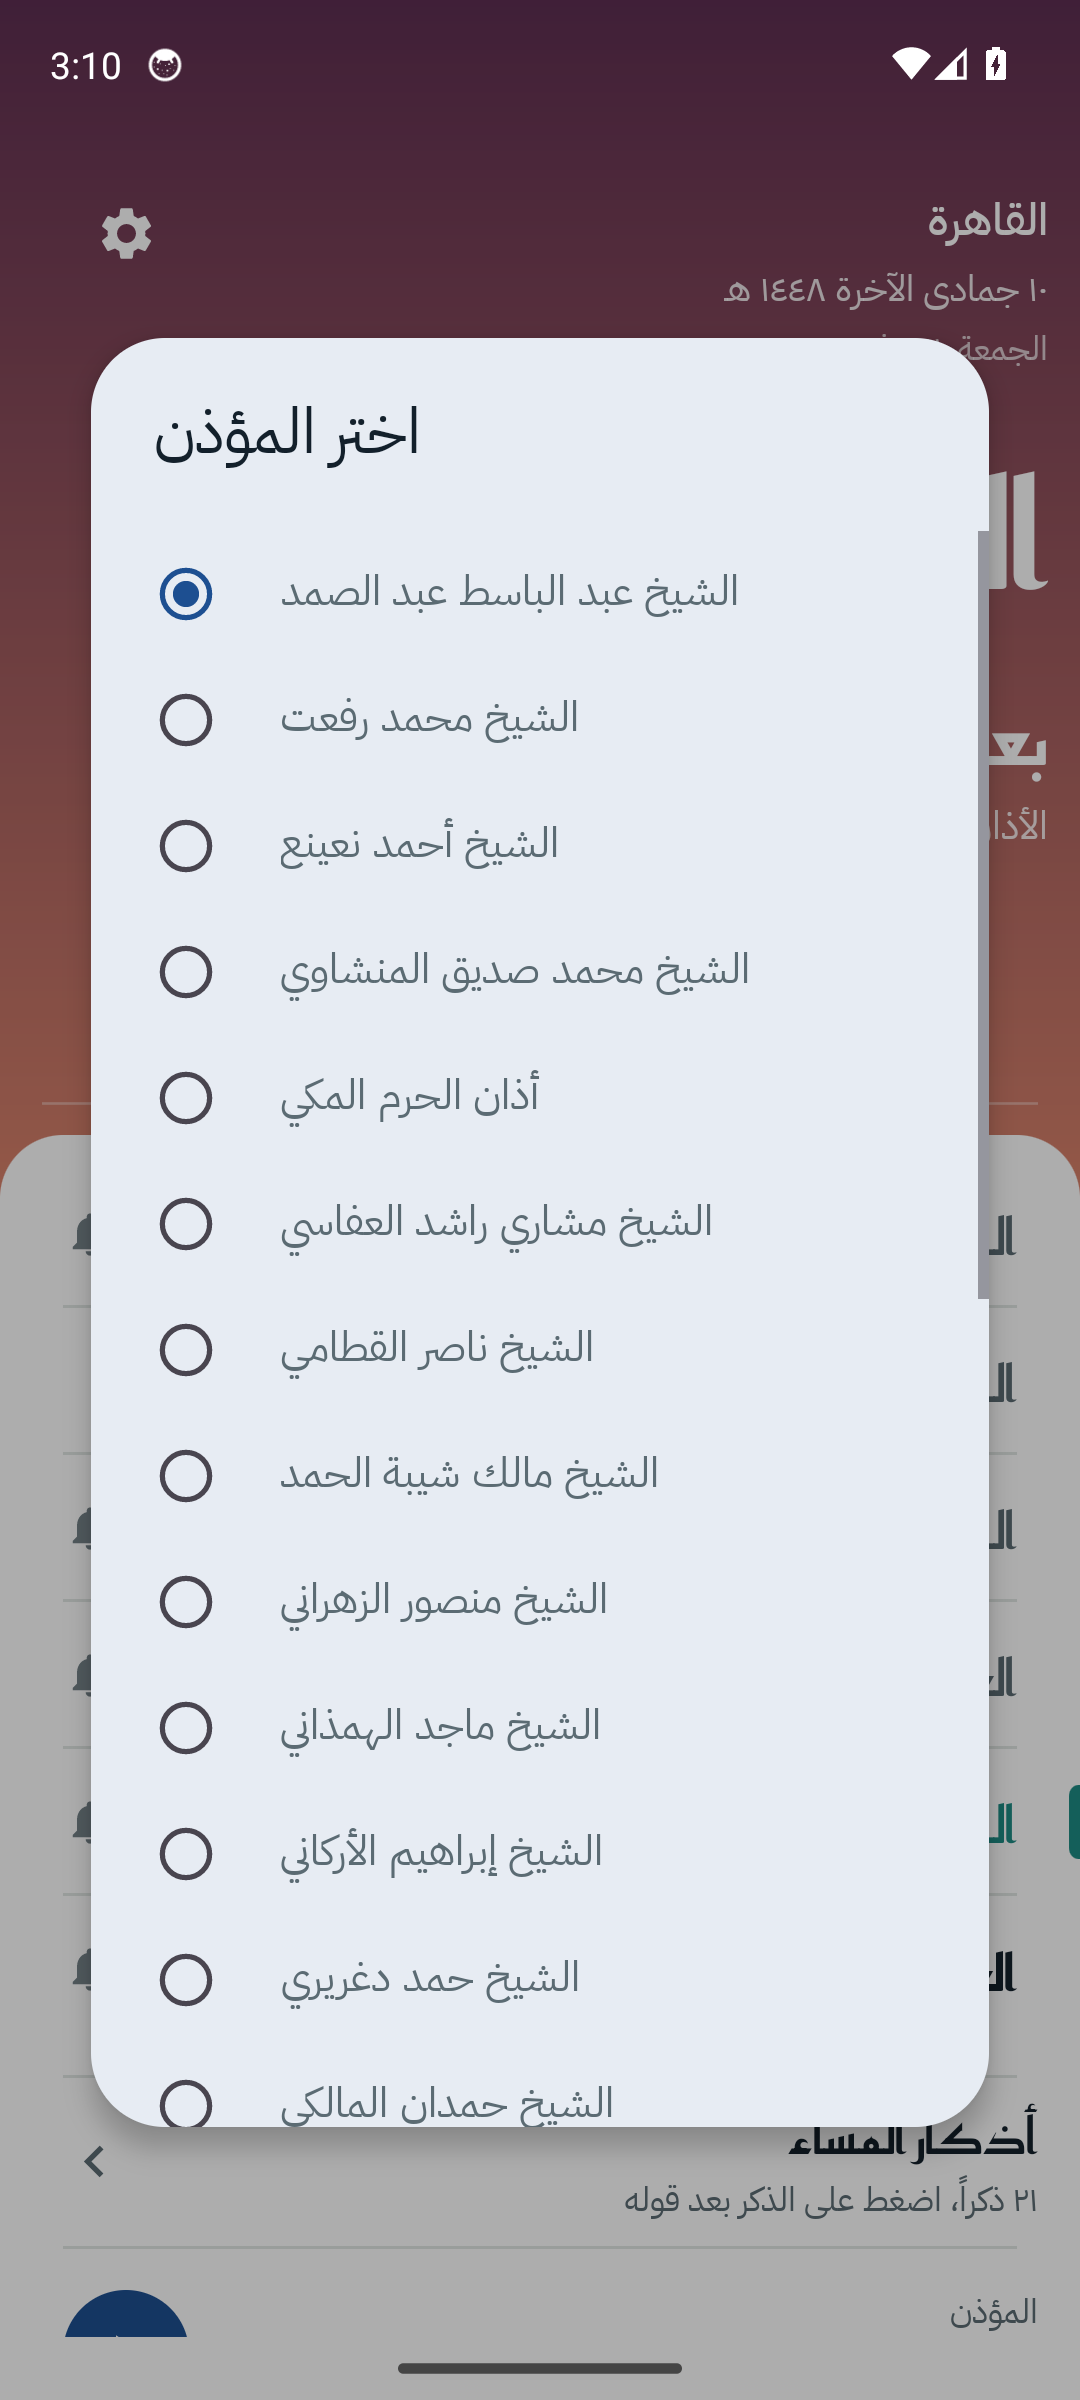 3:10
القاهرة
١٠ جمادى الآخرة ١٤٤٨ هـ
الجمعة
اختر المؤذن
الشيخ عبد الباسط عبد الصمد
الشيخ محمد رفعت
الشيخ أحمد نعينع
الشيخ محمد صديق المنشاوي
أذان الحرم المكي
الشيخ مشاري راشد العفاسي
الشيخ ناصر القطامي
الشيخ مالك شيبة الحمد
الشيخ منصور الزهراني
الشيخ ماجد الهمذاني
الشيخ إبراهيم الأركاني
الشيخ حمد دغريري
الشيخ حمدان المالكي
أذكار المساء
٢١ ذكراً، اضغط على الذكر بعد قوله
المؤذن